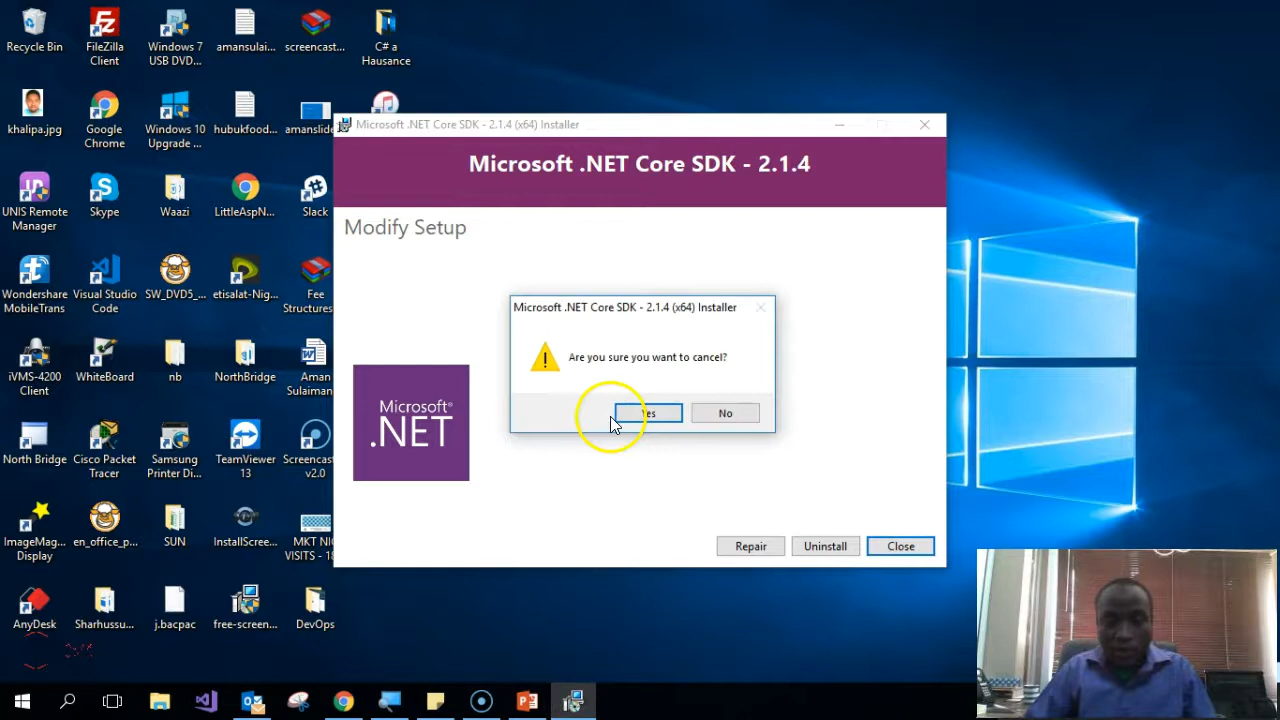 Recycle Bin
FileZilla
Client
Windows 7
USB DVD...
amansulai...
screencast...
C# a
Hausance
khalipa.jpg
Google
Chrome
Windows 10
Upgrade ...
hubukfood...
amanslide
UNIS Remote
Manager
Skype
Waazi
LittleAspN...
Slack
Wondershare
MobileTrans
Visual Studio
Code
SW_DVD5_...
etisalat-Nig...
Fee
Structures...
iVMS-4200
Client
WhiteBoard
nb
NorthBridge
Aman
Sulaiman...
North Bridge
Cisco Packet
Tracer
Samsung
Printer Di...
TeamViewer
13
Screencast
v2.0
ImageMag...
Display
en_office_p...
SUN
InstallScree...
MKT NIG
VISITS - 18
AnyDesk
Sharhussu...
j.bacpac
free-screen...
DevOps
Microsoft .NET Core SDK - 2.1.4 (x64) Installer
Microsoft .NET Core SDK - 2.1.4
Modify Setup
Microsoft .NET Core SDK - 2.1.4 (x64) Installer
Are you sure you want to cancel?
Yes
No
Microsoft®
.NET
Repair
Uninstall
Close